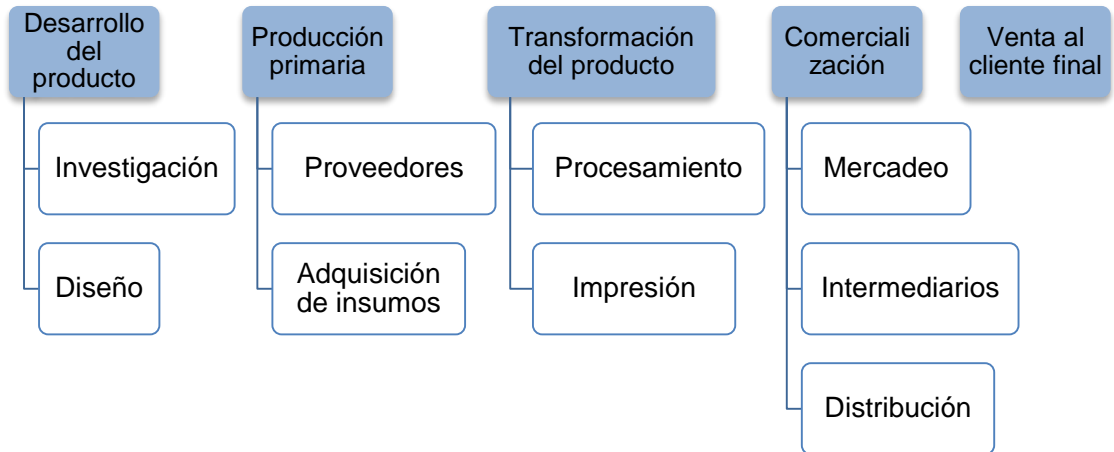 Desarrollo
del
producto
Producción
primaria
Transformación
del producto
Comerciali
zación
Venta al
cliente final
Investigación
Proveedores
Procesamiento
Mercadeo
Diseño
Adquisición
de insumos
Impresión
Intermediarios
Distribución